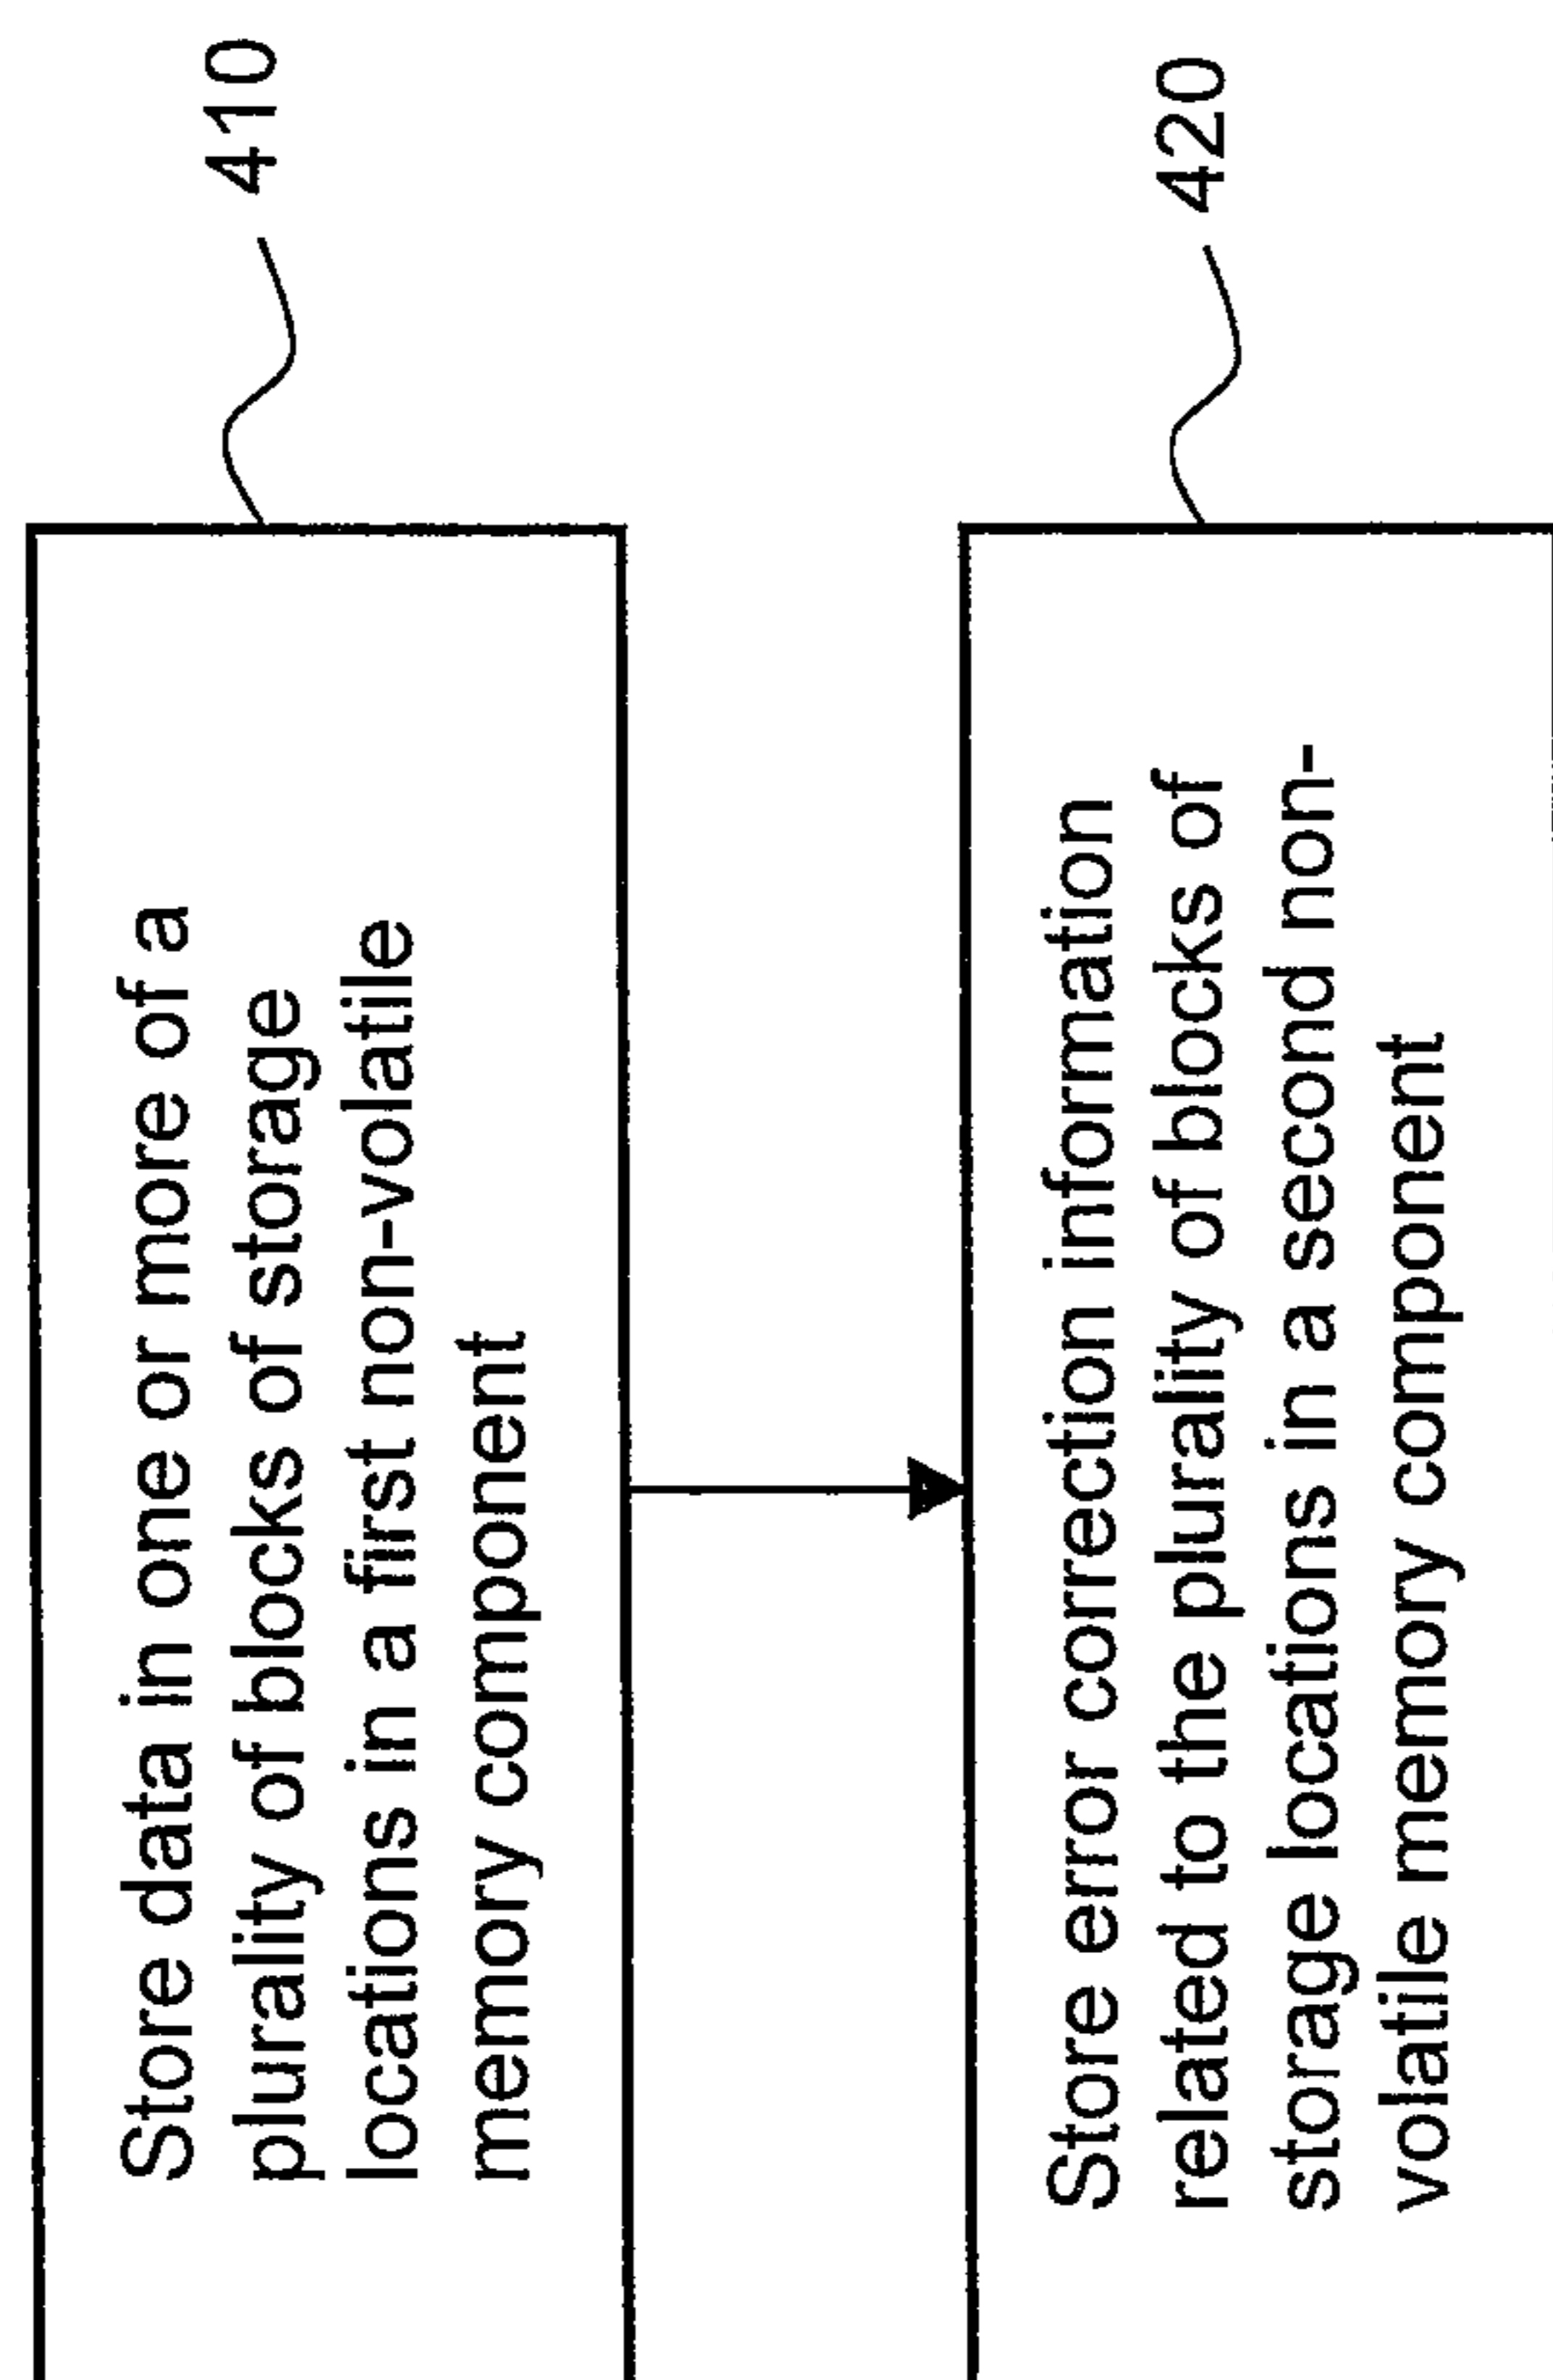 Store data in one or more of a
plurality of blocks of storage
locations in a first non-volatile
memory component
410
Store error correction information
related to the plurality of blocks of
storage locations in a second non-
volatile memory component
420